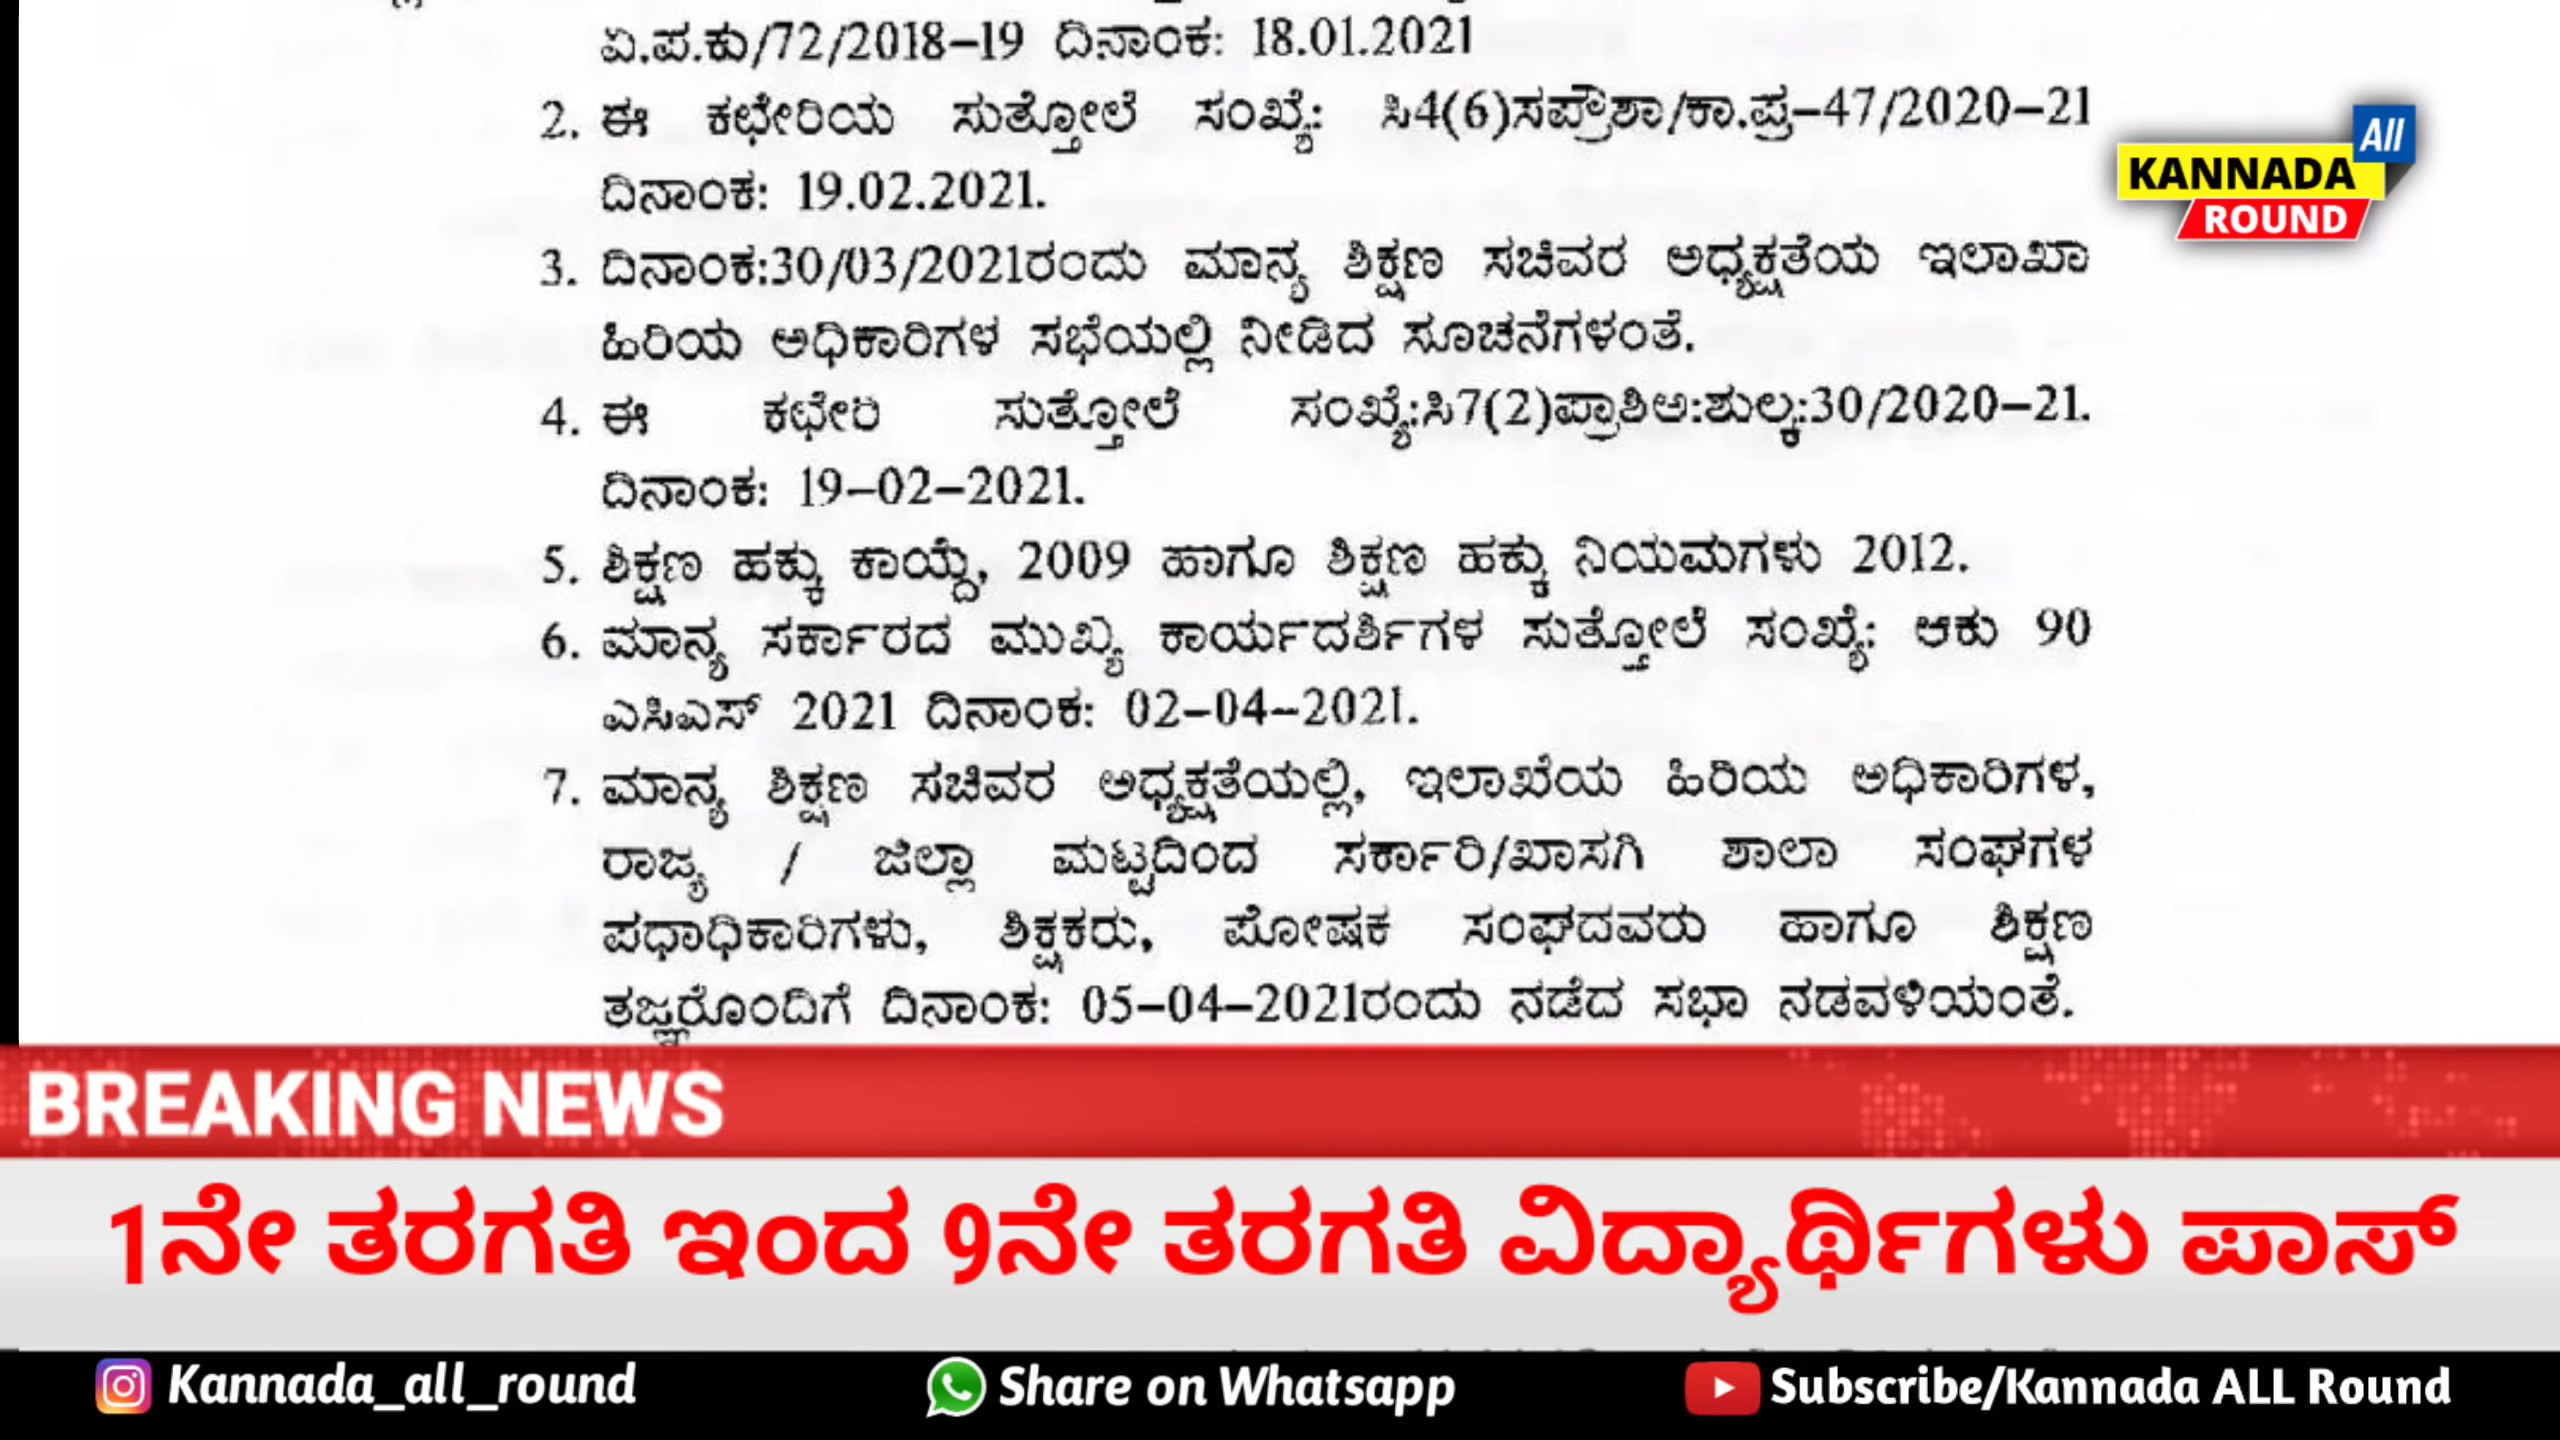 ಏ.ಪ.ಕು/72/2018-19 ದಿನಾಂಕ: 18.01.2021
2. ಈ ಕಛೇರಿಯ ಸುತ್ತೋಲೆ ಸಂಖ್ಯೆ: ಸಿ4(6)ಸಪ್ರೌಶಾ/ಕಾ.ಪ್ರ-47/2020-21
ದಿನಾಂಕ: 19.02.2021.
3. ದಿನಾಂಕ:30/03/2021ರಂದು ಮಾನ್ಯ ಶಿಕ್ಷಣ ಸಚಿವರ ಅಧ್ಯಕ್ಷತೆಯ ಇಲಾಖಾ
ಹಿರಿಯ ಅಧಿಕಾರಿಗಳ ಸಭೆಯಲ್ಲಿ ನೀಡಿದ ಸೂಚನೆಗಳಂತೆ.
4. ಈ ಕಛೇರಿ ಸುತ್ತೋಲೆ ಸಂಖ್ಯೆ:ಸಿ7(2)ಪ್ರಾಶಿಅ:ಶುಲ್ಕ:30/2020-21.
ದಿನಾಂಕ: 19-02-2021.
5. ಶಿಕ್ಷಣ ಹಕ್ಕು ಕಾಯ್ದೆ, 2009 ಹಾಗೂ ಶಿಕ್ಷಣ ಹಕ್ಕು ನಿಯಮಗಳು 2012.
6. ಮಾನ್ಯ ಸರ್ಕಾರದ ಮುಖ್ಯ ಕಾರ್ಯದರ್ಶಿಗಳ ಸುತ್ತೋಲೆ ಸಂಖ್ಯೆ: ಆಕು 90
ಎಸಿಎಸ್ 2021 ದಿನಾಂಕ: 02-04-2021.
7. ಮಾನ್ಯ ಶಿಕ್ಷಣ ಸಚಿವರ ಅಧ್ಯಕ್ಷತೆಯಲ್ಲಿ, ಇಲಾಖೆಯ ಹಿರಿಯ ಅಧಿಕಾರಿಗಳ,
ರಾಜ್ಯ / ಜಿಲ್ಲಾ ಮಟ್ಟದಿಂದ ಸರ್ಕಾರಿ/ಖಾಸಗಿ ಶಾಲಾ ಸಂಘಗಳ
ಪಧಾಧಿಕಾರಿಗಳು, ಶಿಕ್ಷಕರು, ಪೋಷಕ ಸಂಘದವರು ಹಾಗೂ ಶಿಕ್ಷಣ
ತಜ್ಞರೊಂದಿಗೆ ದಿನಾಂಕ: 05-04-2021ರಂದು ನಡೆದ ಸಭಾ ನಡವಳಿಯಂತೆ.
All
KANNADA
ROUND
BREAKING NEWS
1ನೇ ತರಗತಿ ಇಂದ 9ನೇ ತರಗತಿ ವಿದ್ಯಾರ್ಥಿಗಳು ಪಾಸ್
Kannada_all_round Share on Whatsapp Subscribe/Kannada ALL Round